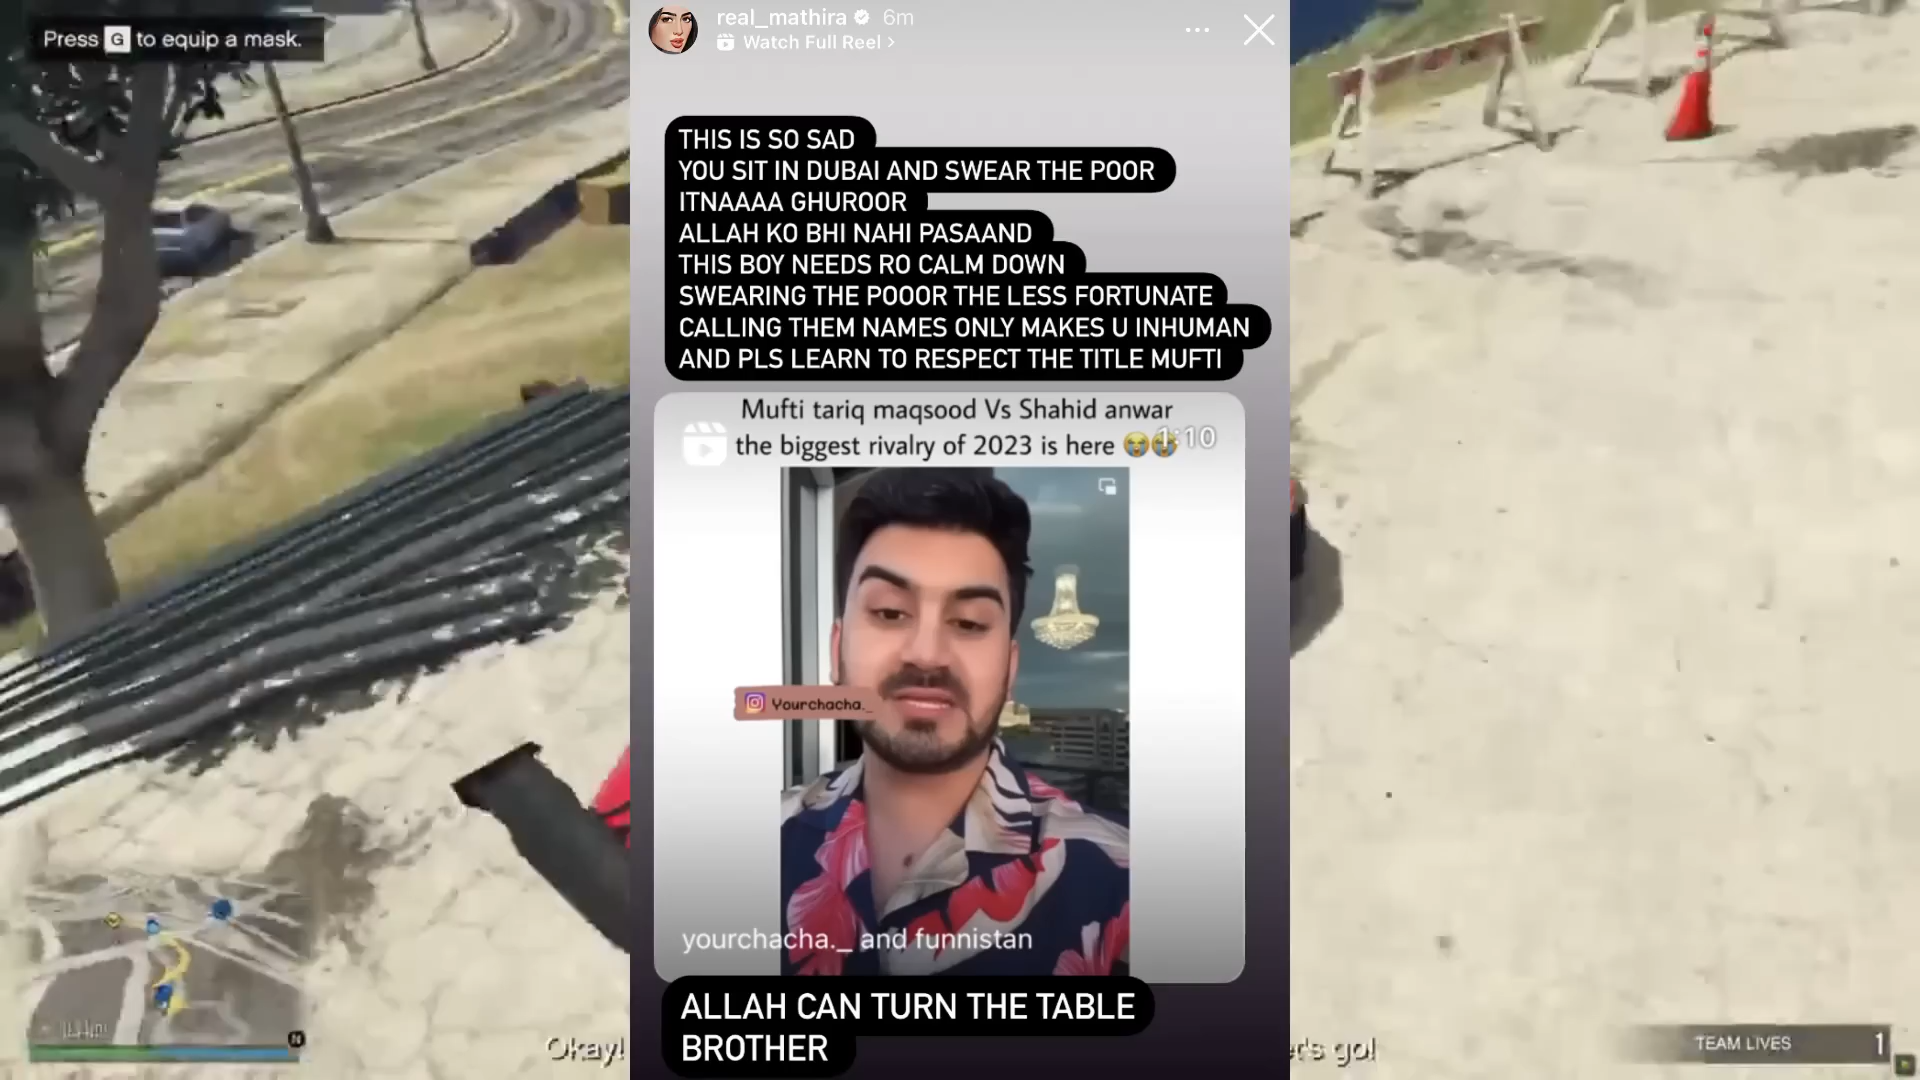 Press G to equip a mask.
real_mathira 6m
Watch Full Reel >
THIS IS SO SAD
YOU SIT IN DUBAI AND SWEAR THE POOR
ITNAAAA GHUROOR
ALLAH KO BHI NAHI PASAAND
THIS BOY NEEDS RO CALM DOWN
SWEARING THE POOOR THE LESS FORTUNATE
CALLING THEM NAMES ONLY MAKES U INHUMAN
AND PLS LEARN TO RESPECT THE TITLE MUFTI
Mufti tariq maqsood Vs Shahid anwar
the biggest rivalry of 2023 is here 😭😭
1:10
Yourchacha._
yourchacha._ and funnistan
ALLAH CAN TURN THE TABLE
BROTHER
N
Okay!
et's go!
TEAM LIVES 1